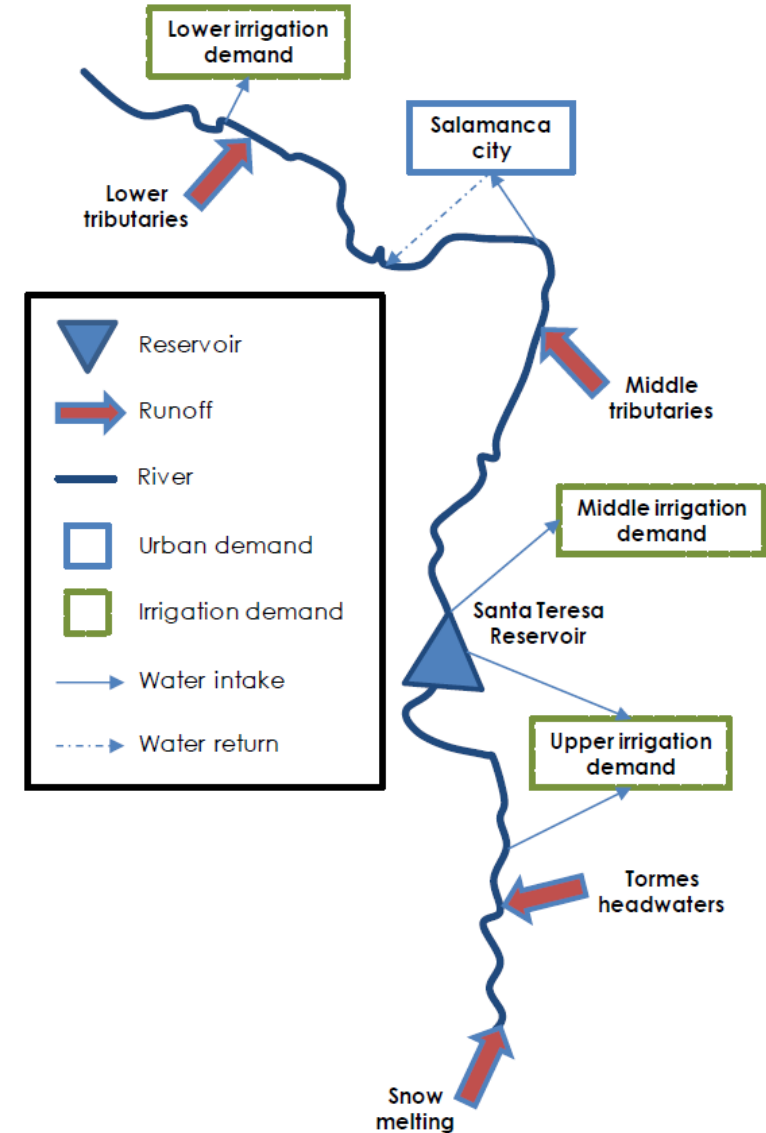 Lower irrigation
demand
Salamanca
city
Lower
tributaries
Reservoir
Runoff
River
Urban demand
Irrigation demand
Water intake
Water return
Middle
tributaries
Middle irrigation
demand
Santa Teresa
Reservoir
Upper irrigation
demand
Tormes
headwaters
Snow
melting